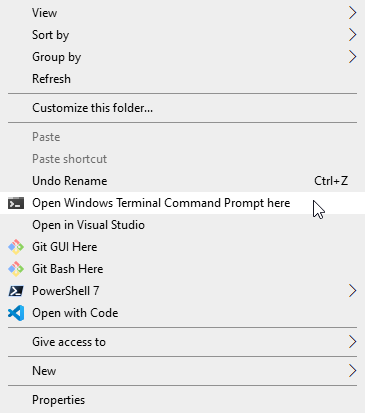 View
Sort by
Group by
Refresh
Customize this folder...
Paste
Paste shortcut
Undo Rename Ctrl+Z
Open Windows Terminal Command Prompt here
Open in Visual Studio
Git GUI Here
Git Bash Here
PowerShell 7
Open with Code
Give access to
New
Properties